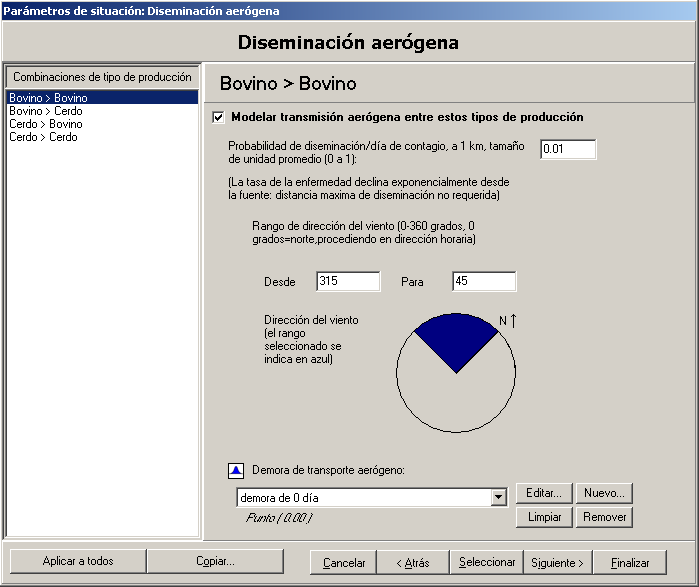 Parámetros de situación: Diseminación aerógena
Diseminación aerógena
Combinaciones de tipo de producción
Bovino > Bovino
Bovino > Cerdo
Cerdo > Bovino
Cerdo > Cerdo
Bovino > Bovino
Modelar transmisión aerógena entre estos tipos de producción
Probabilidad de diseminación/día de contagio, a 1 km, tamaño
de unidad promedio (0 a 1):
0.01
(La tasa de la enfermedad declina exponencialmente desde
la fuente: distancia maxima de diseminación no requerida)
Rango de dirección del viento (0-360 grados, 0
grados=norte,procediendo en dirección horaria)
Desde
315
Para
45
Dirección del viento
(el rango
seleccionado se
indica en azul)
N ↑
Demora de transporte aerógeno:
demora de 0 día
Editar...
Nuevo...
Punto ( 0.00 )
Limpiar
Remover
Aplicar a todos
Copiar...
Cancelar
< Atrás
Seleccionar
Siguiente >
Finalizar